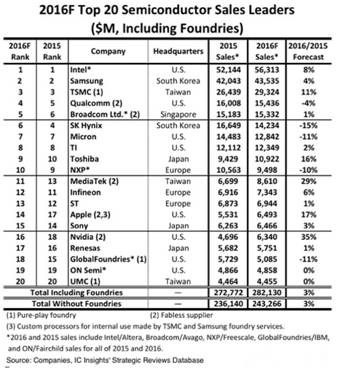 2016F Top 20 Semiconductor Sales Leaders
($M, Including Foundries)
2016F Rank 2015 Rank Company Headquarters 2015 Sales* 2016F Sales* 2016/2015 Forecast
1 1 Intel* U.S. 52,144 56,313 8%
2 2 Samsung South Korea 42,043 43,535 4%
3 3 TSMC (1) Taiwan 26,439 29,324 11%
4 5 Qualcomm (2) U.S. 16,008 15,436 -4%
5 6 Broadcom Ltd.* (2) Singapore 15,183 15,332 1%
6 4 SK Hynix South Korea 16,649 14,234 -15%
7 7 Micron U.S. 14,483 12,842 -11%
8 8 TI U.S. 12,112 12,349 2%
9 10 Toshiba Japan 9,429 10,922 16%
10 9 NXP* Europe 10,563 9,498 -10%
11 13 MediaTek (2) Taiwan 6,699 8,610 29%
12 11 Infineon Europe 6,916 7,343 6%
13 12 ST Europe 6,873 6,944 1%
14 17 Apple (2,3) U.S. 5,531 6,493 17%
15 14 Sony Japan 6,263 6,466 3%
16 18 Nvidia (2) U.S. 4,696 6,340 35%
17 16 Renesas Japan 5,682 5,751 1%
18 15 GlobalFoundries* (1) U.S. 5,729 5,085 -11%
19 19 ON Semi* U.S. 4,866 4,858 0%
20 20 UMC (1) Taiwan 4,464 4,455 0%
Total Including Foundries — 272,772 282,130 3%
Total Without Foundries — 236,140 243,266 3%
(1) Pure-play foundry (2) Fabless supplier
(3) Custom processors for internal use made by TSMC and Samsung foundry services.
*2016 and 2015 sales include Intel/Altera, Broadcom/Avago, NXP/Freescale, GlobalFoundries/IBM,
and ON/Fairchild sales for all of 2015 and 2016.
Source: Companies, IC Insights' Strategic Reviews Database